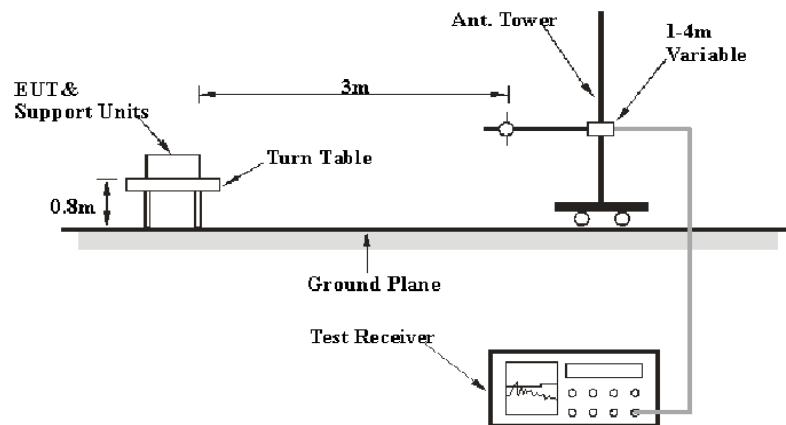 Ant. Tower
1-4m
Variable
EUT&
Support Units
3m
Turn Table
0.8m
Ground Plane
Test Receiver